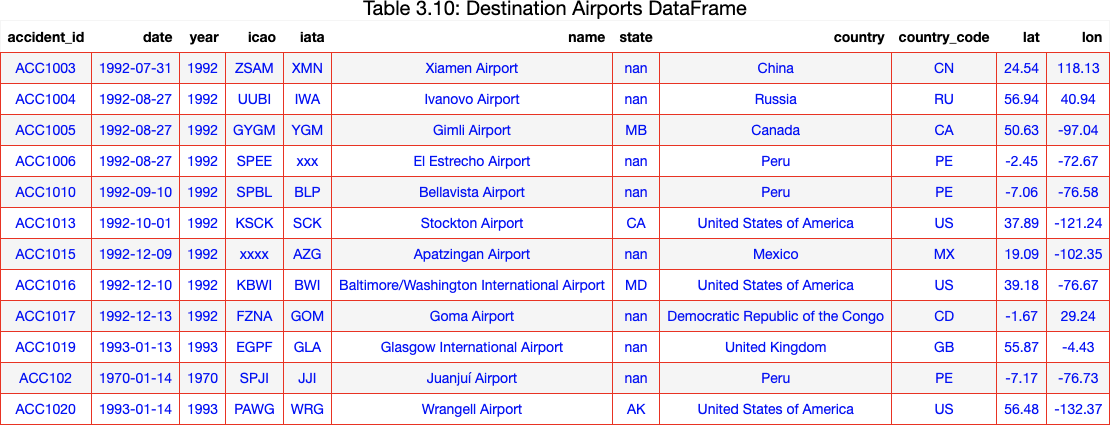 Table 3.10: Destination Airports DataFrame
accident_id date year icao iata name state country country_code lat lon
ACC1003 1992-07-31 1992 ZSAM XMN Xiamen Airport nan China CN 24.54 118.13
ACC1004 1992-08-27 1992 UUBI IWA Ivanovo Airport nan Russia RU 56.94 40.94
ACC1005 1992-08-27 1992 GYGM YGM Gimli Airport MB Canada CA 50.63 -97.04
ACC1006 1992-08-27 1992 SPEE xxx El Estrecho Airport nan Peru PE -2.45 -72.67
ACC1010 1992-09-10 1992 SPBL BLP Bellavista Airport nan Peru PE -7.06 -76.58
ACC1013 1992-10-01 1992 KSCK SCK Stockton Airport CA United States of America US 37.89 -121.24
ACC1015 1992-12-09 1992 xxxx AZG Apatzingan Airport nan Mexico MX 19.09 -102.35
ACC1016 1992-12-10 1992 KBWI BWI Baltimore/Washington International Airport MD United States of America US 39.18 -76.67
ACC1017 1992-12-13 1992 FZNA GOM Goma Airport nan Democratic Republic of the Congo CD -1.67 29.24
ACC1019 1993-01-13 1993 EGPF GLA Glasgow International Airport nan United Kingdom GB 55.87 -4.43
ACC102 1970-01-14 1970 SPJI JJI Juanjuí Airport nan Peru PE -7.17 -76.73
ACC1020 1993-01-14 1993 PAWG WRG Wrangell Airport AK United States of America US 56.48 -132.37